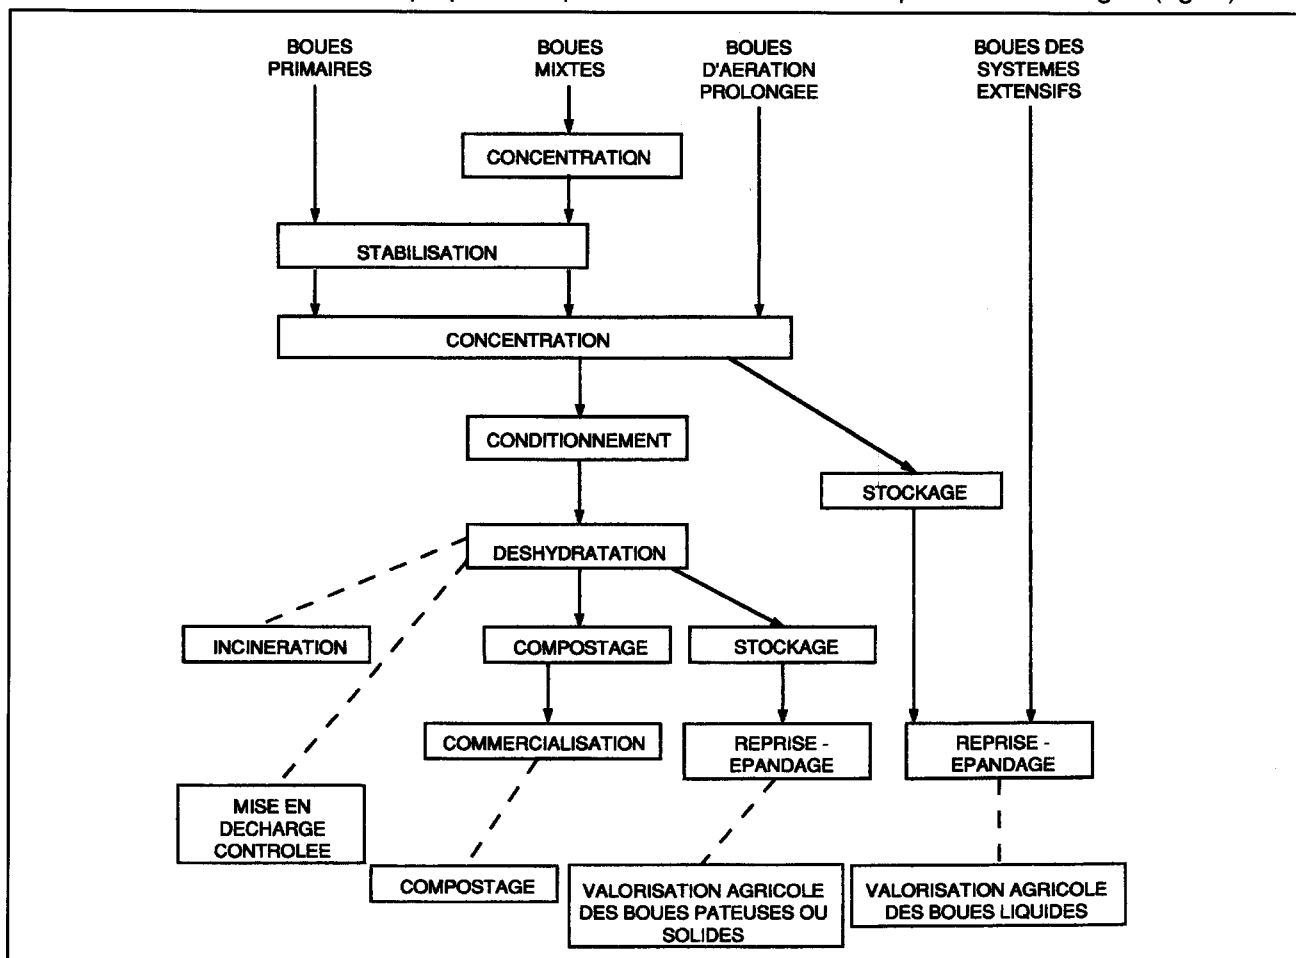 BOUES
PRIMAIRES
BOUES
MIXTES
BOUES
D'AERATION
PROLONGEE
BOUES DES
SYSTEMES
EXTENSIFS
CONCENTRATION
STABILISATION
CONCENTRATION
CONDITIONNEMENT
STOCKAGE
DESHYDRATATION
INCINERATION
COMPOSTAGE
STOCKAGE
COMMERCIALISATION
REPRISE -
EPANDAGE
REPRISE -
EPANDAGE
MISE EN
DECHARGE
CONTROLEE
COMPOSTAGE
VALORISATION AGRICOLE
DES BOUES PATEUSES OU
SOLIDES
VALORISATION AGRICOLE
DES BOUES LIQUIDES